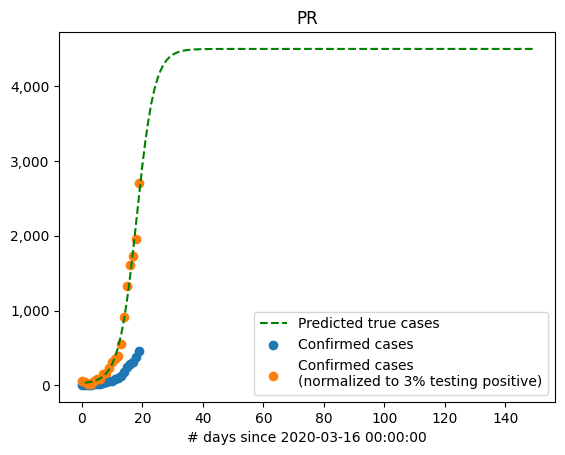 PR
4,000
3,000
2,000
1,000
0
Predicted true cases
Confirmed cases
Confirmed cases
(normalized to 3% testing positive)
0 20 40 60 80 100 120 140
# days since 2020-03-16 00:00:00